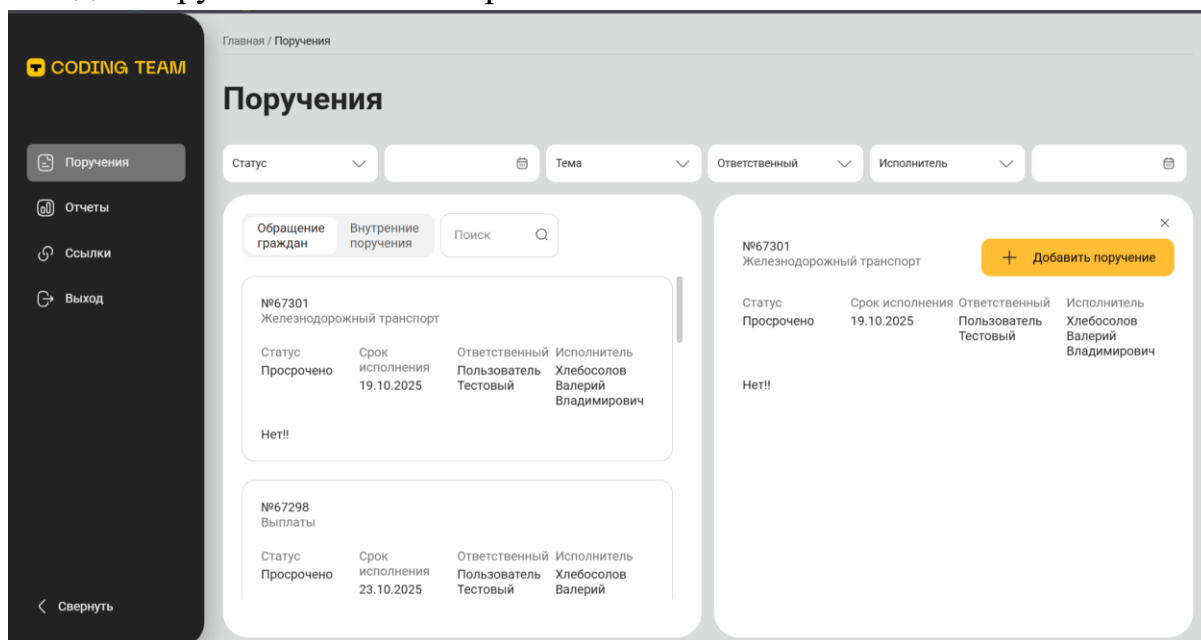 Главная / Поручения
CODING TEAM
Поручения
Поручения
Отчеты
Ссылки
Выход
Свернуть
Статус
Тема
Ответственный
Исполнитель
Обращение граждан
Внутренние поручения
Поиск
№67301
Железнодорожный транспорт
Статус
Просрочено
Срок исполнения
19.10.2025
Ответственный
Пользователь Тестовый
Исполнитель
Хлебосолов Валерий Владимирович
Нет!!
№67298
Выплаты
Статус
Просрочено
Срок исполнения
23.10.2025
Ответственный
Пользователь Тестовый
Исполнитель
Хлебосолов Валерий
№67301
Железнодорожный транспорт
Добавить поручение
Статус
Просрочено
Срок исполнения
19.10.2025
Ответственный
Пользователь Тестовый
Исполнитель
Хлебосолов Валерий Владимирович
Нет!!